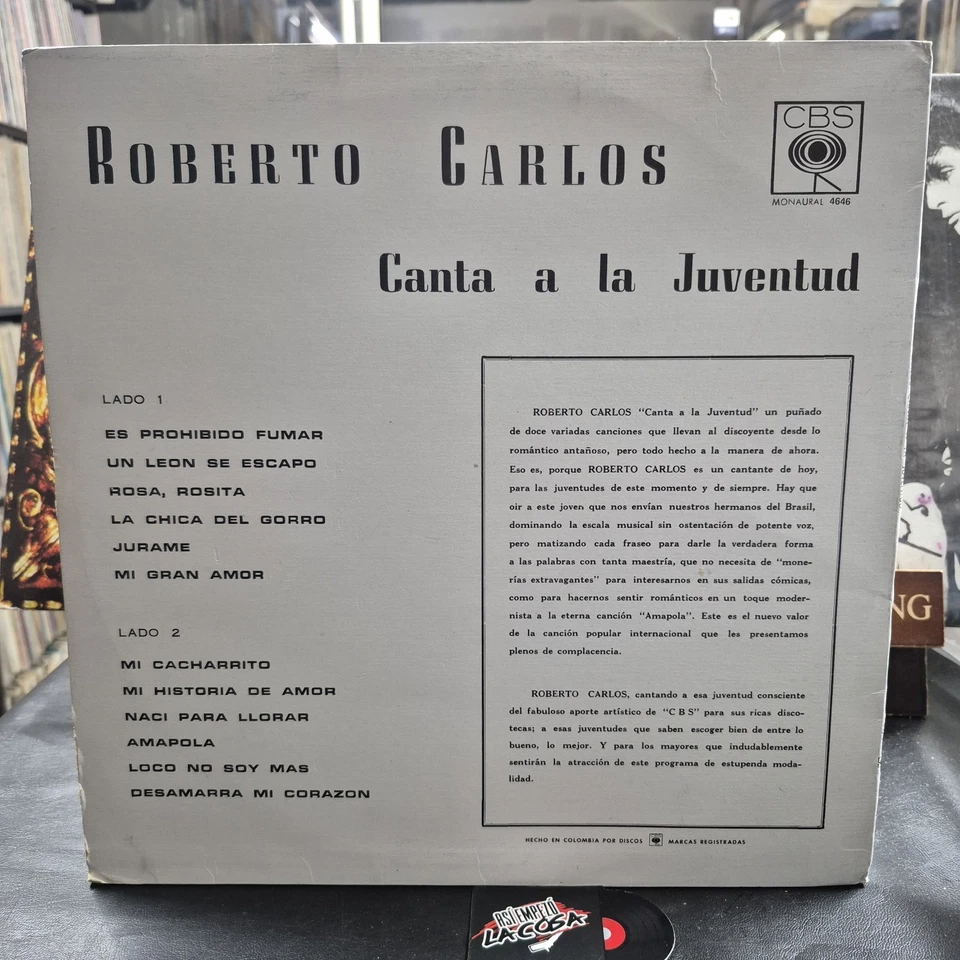 ROBERTO CARLOS
CBS
MONAURAL 4646
Canta a la Juventud
LADO 1
ES PROHIBIDO FUMAR
UN LEON SE ESCAPO
ROSA, ROSITA
LA CHICA DEL GORRO
JURAME
MI GRAN AMOR
LADO 2
MI CACHARRITO
MI HISTORIA DE AMOR
NACI PARA LLORAR
AMAPOLA
LOCO NO SOY MAS
DESAMARRA MI CORAZON
ROBERTO CARLOS "Canta a la Juventud" un puñado
de doce variadas canciones que llevan al discoyente desde lo
romántico antañoso, pero todo hecho a la manera de ahora.
Eso es, porque ROBERTO CARLOS es un cantante de hoy,
para las juventudes de este momento y de siempre. Hay que
oir a este joven que nos envían nuestros hermanos del Brasil,
dominando la escala musical sin ostentación de potente voz,
pero matizando cada fraseo para darle la verdadera forma
a las palabras con tanta maestría, que no necesita de "mone-
rías extravagantes" para interesarnos en sus salidas cómicas,
como para hacernos sentir románticos en un toque moder-
nista a la eterna canción "Amapola". Este es el nuevo valor
de la canción popular internacional que les presentamos
plenos de complacencia.
ROBERTO CARLOS, cantando a esa juventud consciente
del fabuloso aporte artístico de "C B S" para sus ricas disco-
tecas; a esas juventudes que saben escoger bien de entre lo
bueno, lo mejor. Y para los mayores que indudablemente
sentirán la atracción de este programa de estupenda moda-
lidad.
HECHO EN COLOMBIA POR DISCOS MARCAS REGISTRADAS
NG
ASÍ EMPEZÓ
LA COSA